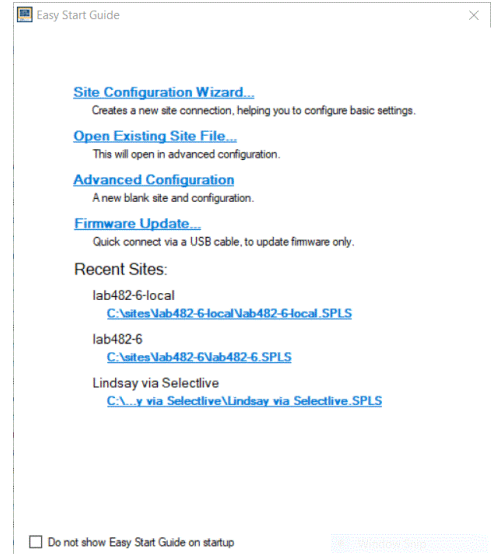 Easy Start Guide
Site Configuration Wizard...
Creates a new site connection, helping you to configure basic settings.
Open Existing Site File...
This will open in advanced configuration.
Advanced Configuration
A new blank site and configuration.
Firmware Update...
Quick connect via a USB cable, to update firmware only.
Recent Sites:
lab482-6-local
C:\sites\lab482-6-local\lab482-6-local.SPLS
lab482-6
C:\sites\lab482-6\lab482-6.SPLS
Lindsay via Selectlive
C:\...y via Selectlive\Lindsay via Selectlive.SPLS
Do not show Easy Start Guide on startup
Window Snip